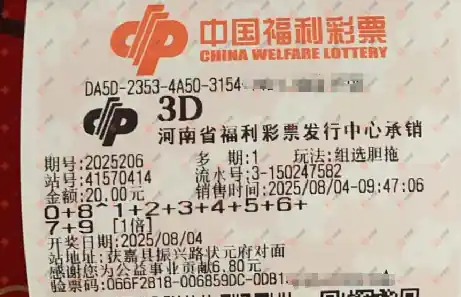 中国福利彩票
CHINA WELFARE LOTTERY
DA5D-2353-4A50-3154
3D
河南省福利彩票发行中心承销
期号:2025206 多 期:1 玩法:组选胆拖
站号:41570414 流水号:3-150247582
金额:20.00元 销售时间:2025/08/04-09:47:06
0+8^1+2+3+4+5+6+
7+9 [1倍]
开奖日期:2025/08/04
站地址:获嘉县振兴路状元府对面
感谢您为公益事业贡献6.80元
验票码:066F2818-006859DC-0DB1